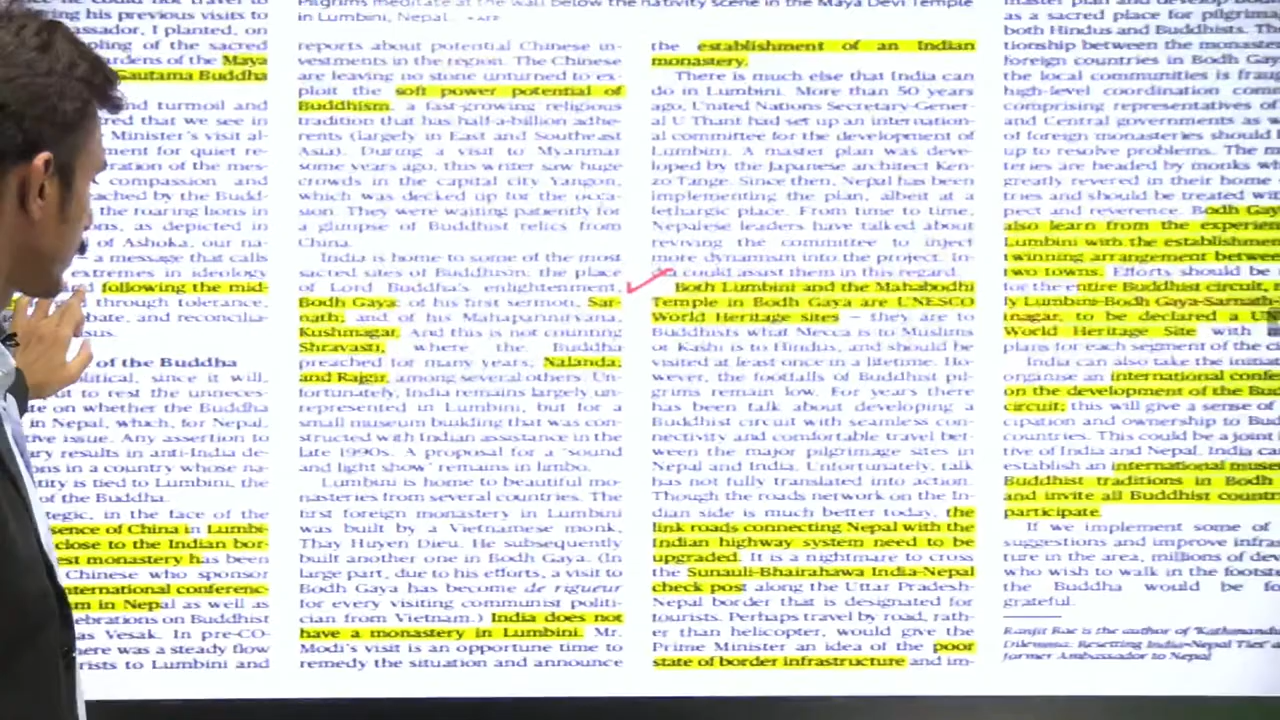 Pilgrims meditate at the wall below the nativity scene in the Maya Devi Temple
in Lumbini, Nepal. • AFP
ng his previous visits to
assador, I planted, on
pling of the sacred
ardens of the Maya
Gautama Buddha
nd turmoil and
red that we see in
Minister's visit al-
ment for quiet re-
ration of the mes-
compassion and
ached by the Budd-
the roaring lions in
ons, as depicted in
of Ashoka, our na-
a message that calls
extremes in ideology
following the mid-
through tolerance,
bate, and reconcilia-
sus.
of the Buddha
olitical, since it will,
out to rest the unneces-
te on whether the Buddha
in Nepal, which, for Nepal,
ive issue. Any assertion to
ary results in anti-India de-
ons in a country whose na-
tity is tied to Lumbini, the
of the Buddha.
tegic, in the face of the
sence of China in Lumbi-
close to the Indian bor-
est monastery has been
Chinese who sponsor
nternational conferenc-
m in Nepal as well as
ebrations on Buddhist
as Vesak. In pre-CO-
here was a steady flow
rists to Lumbini and
reports about potential Chinese in-
vestments in the region. The Chinese
are leaving no stone unturned to ex-
ploit the soft power potential of
Buddhism, a fast-growing religious
tradition that has half-a-billion adhe-
rents (largely in East and Southeast
Asia). During a visit to Myanmar
some years ago, this writer saw huge
crowds in the capital city Yangon,
which was decked up for the occa-
sion. They were waiting patiently for
a glimpse of Buddhist relics from
China.
India is home to some of the most
sacred sites of Buddhism: the place
of Lord Buddha's enlightenment,
Bodh Gaya; of his first sermon, Sar-
nath; and of his Mahaparinirvana,
Kushinagar. And this is not counting
Shravasti, where the Buddha
preached for many years, Nalanda;
and Rajgir, among several others. Un-
fortunately, India remains largely un-
represented in Lumbini, but for a
small museum building that was con-
structed with Indian assistance in the
late 1990s. A proposal for a 'sound
and light show' remains in limbo.
Lumbini is home to beautiful mo-
nasteries from several countries. The
first foreign monastery in Lumbini
was built by a Vietnamese monk,
Thay Huyen Dieu. He subsequently
built another one in Bodh Gaya. (In
large part, due to his efforts, a visit to
Bodh Gaya has become de rigueur
for every visiting communist politi-
cian from Vietnam.) India does not
have a monastery in Lumbini. Mr.
Modi's visit is an opportune time to
remedy the situation and announce
the establishment of an Indian
monastery.
There is much else that India can
do in Lumbini. More than 50 years
ago, United Nations Secretary-Gener-
al U Thant had set up an internation-
al committee for the development of
Lumbini. A master plan was deve-
loped by the Japanese architect Ken-
zo Tange. Since then, Nepal has been
implementing the plan, albeit at a
lethargic place. From time to time,
Nepalese leaders have talked about
reviving the committee to inject
more dynamism into the project. In-
dia could assist them in this regard.
Both Lumbini and the Mahabodhi
Temple in Bodh Gaya are UNESCO
World Heritage sites — they are to
Buddhists what Mecca is to Muslims
or Kashi is to Hindus, and should be
visited at least once in a lifetime. Ho-
wever, the footfalls of Buddhist pil-
grims remain low. For years there
has been talk about developing a
Buddhist circuit with seamless con-
nectivity and comfortable travel bet-
ween the major pilgrimage sites in
Nepal and India. Unfortunately, talk
has not fully translated into action.
Though the roads network on the In-
dian side is much better today, the
link roads connecting Nepal with the
Indian highway system need to be
upgraded. It is a nightmare to cross
the Sunauli-Bhairahawa India-Nepal
check post along the Uttar Pradesh-
Nepal border that is designated for
tourists. Perhaps travel by road, rath-
er than helicopter, would give the
Prime Minister an idea of the poor
state of border infrastructure and im-
as a sacred place for pilgrima
both Hindus and Buddhists. The
tionship between the monaste
foreign countries in Bodh Gay
the local communities is fraug
high-level coordination comm
comprising representatives of
and Central governments as w
of foreign monasteries should
up to resolve problems. The m
teries are headed by monks wh
greatly revered in their home
tries and should be treated wit
pect and reverence. Bodh Gay
also learn from the experien
Lumbini with the establishment
twinning arrangement between
two towns. Efforts should be
for the entire Buddhist circuit,
ly Lumbini-Bodh Gaya-Sarnath-
inagar, to be declared a UN
World Heritage Site with
plans for each segment of the ci
India can also take the initiat
organise an international confe
on the development of the Bud
circuit; this will give a sense of
cipation and ownership to Bud
countries. This could be a joint
tive of India and Nepal. India ca
establish an international muse
Buddhist traditions in Bodh
and invite all Buddhist countr
participate.
If we implement some of
suggestions and improve infras
ture in the area, millions of dev
who wish to walk in the footste
the Buddha would be fo
grateful.
Ranjit Rae is the author of 'Kathmandu
Dilemma: Resetting India-Nepal Ties' a
former Ambassador to Nepal